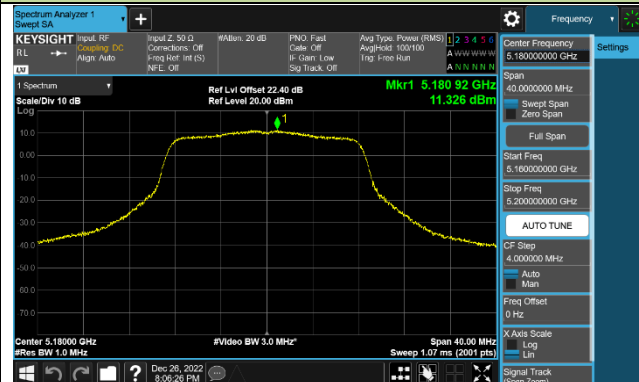 Spectrum Analyzer 1
Swept SA
Frequency
KEYSIGHT
RL
Input: RF
Coupling: DC
Align: Auto
Input Z: 50 Ω
Corrections: Off
Freq Ref: Int (S)
NFE: Off
#Atten: 20 dB
PNO: Fast
Gate: Off
IF Gain: Low
Sig Track: Off
Avg Type: Power (RMS)
Avg|Hold: 100/100
Trig: Free Run
1 2 3 4 5 6
A W W W W W
A N N N N N
1 Spectrum
Scale/Div 10 dB
Log
Ref Lvl Offset 22.40 dB
Ref Level 20.00 dBm
Mkr1 5.180 92 GHz
11.326 dBm
1
10.0
0.00
-10.0
-20.0
-30.0
-40.0
-50.0
-60.0
-70.0
Center 5.18000 GHz
#Res BW 1.0 MHz
#Video BW 3.0 MHz*
Span 40.00 MHz
Sweep 1.07 ms (2001 pts)
Dec 26, 2022
8:06:26 PM
Center Frequency
5.180000000 GHz
Settings
Span
40.0000000 MHz
Swept Span
Zero Span
Full Span
Start Freq
5.160000000 GHz
Stop Freq
5.200000000 GHz
AUTO TUNE
CF Step
4.000000 MHz
Auto
Man
Freq Offset
0 Hz
X Axis Scale
Log
Lin
Signal Track
(Span Zoom)